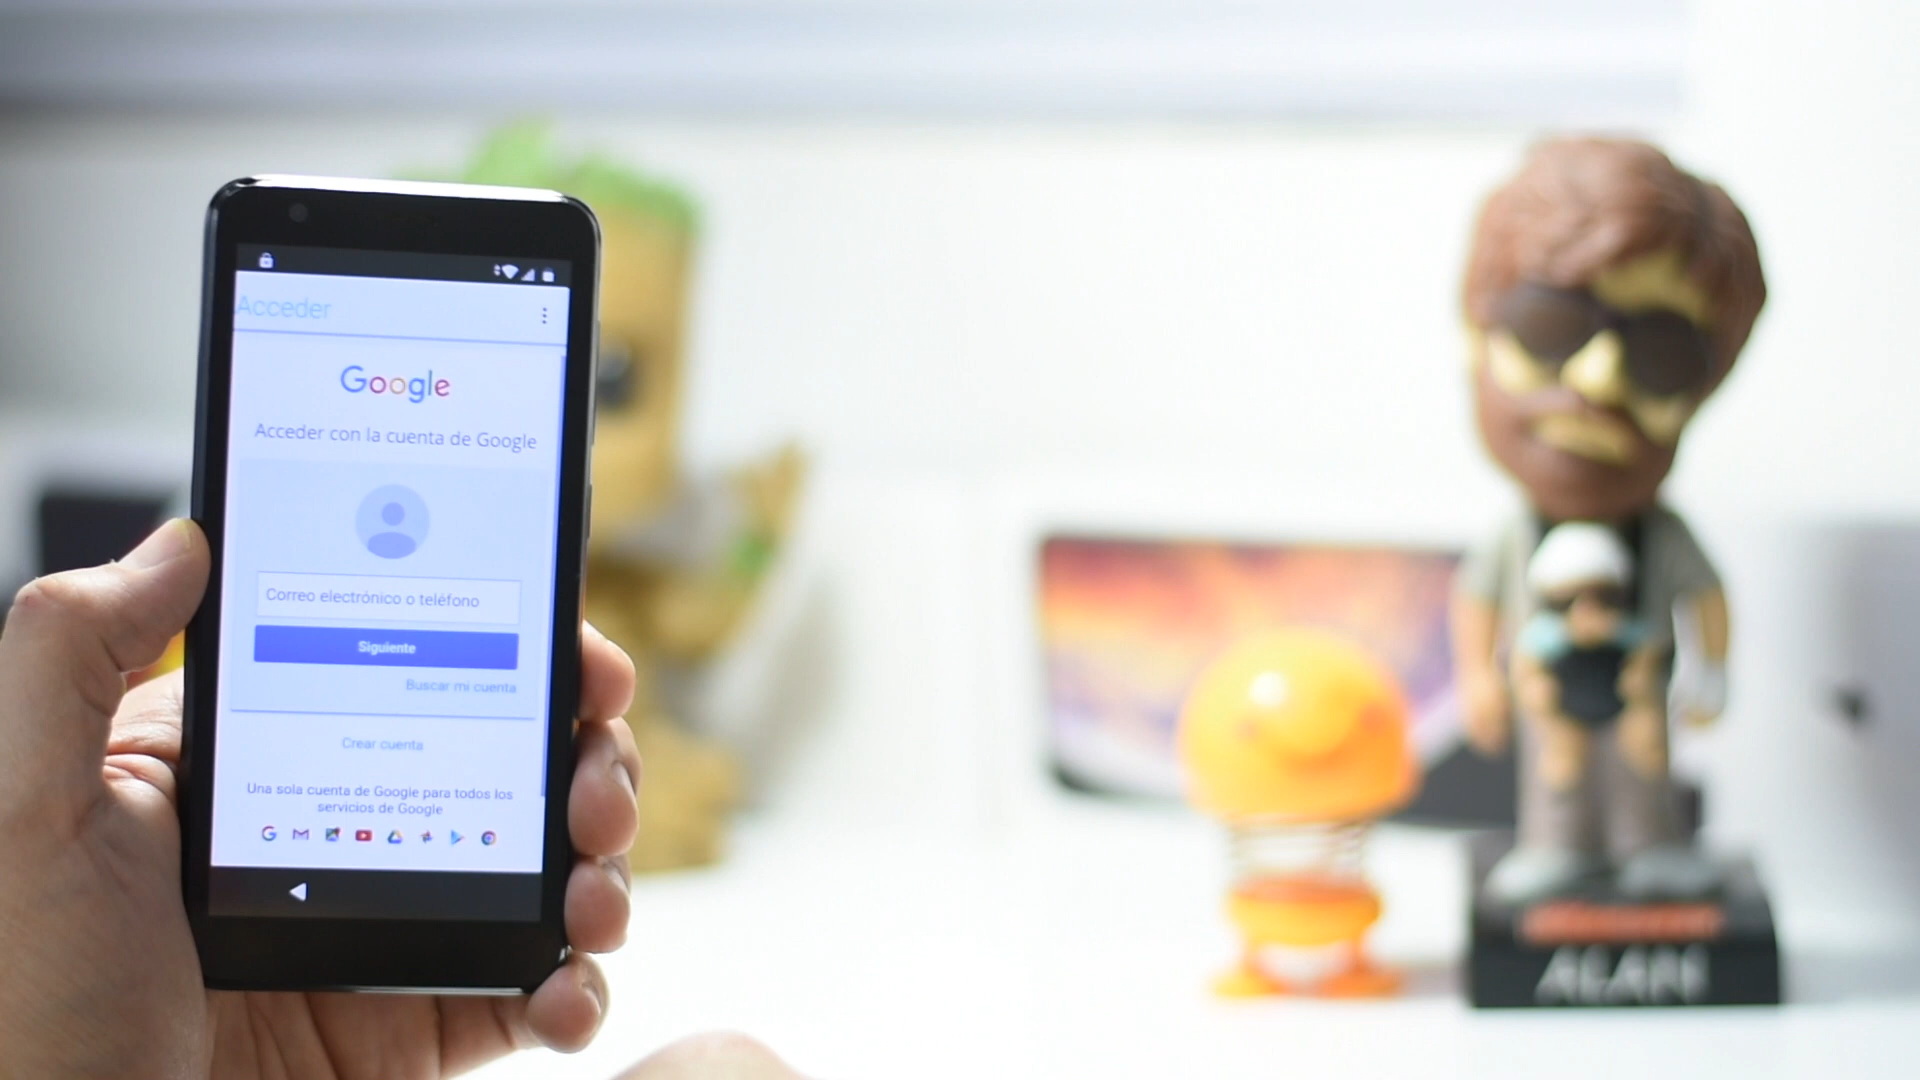 Acceder
Google
Acceder con la cuenta de Google
Correo electrónico o teléfono
Siguiente
Buscar mi cuenta
Crear cuenta
Una sola cuenta de Google para todos los
servicios de Google
ALAN